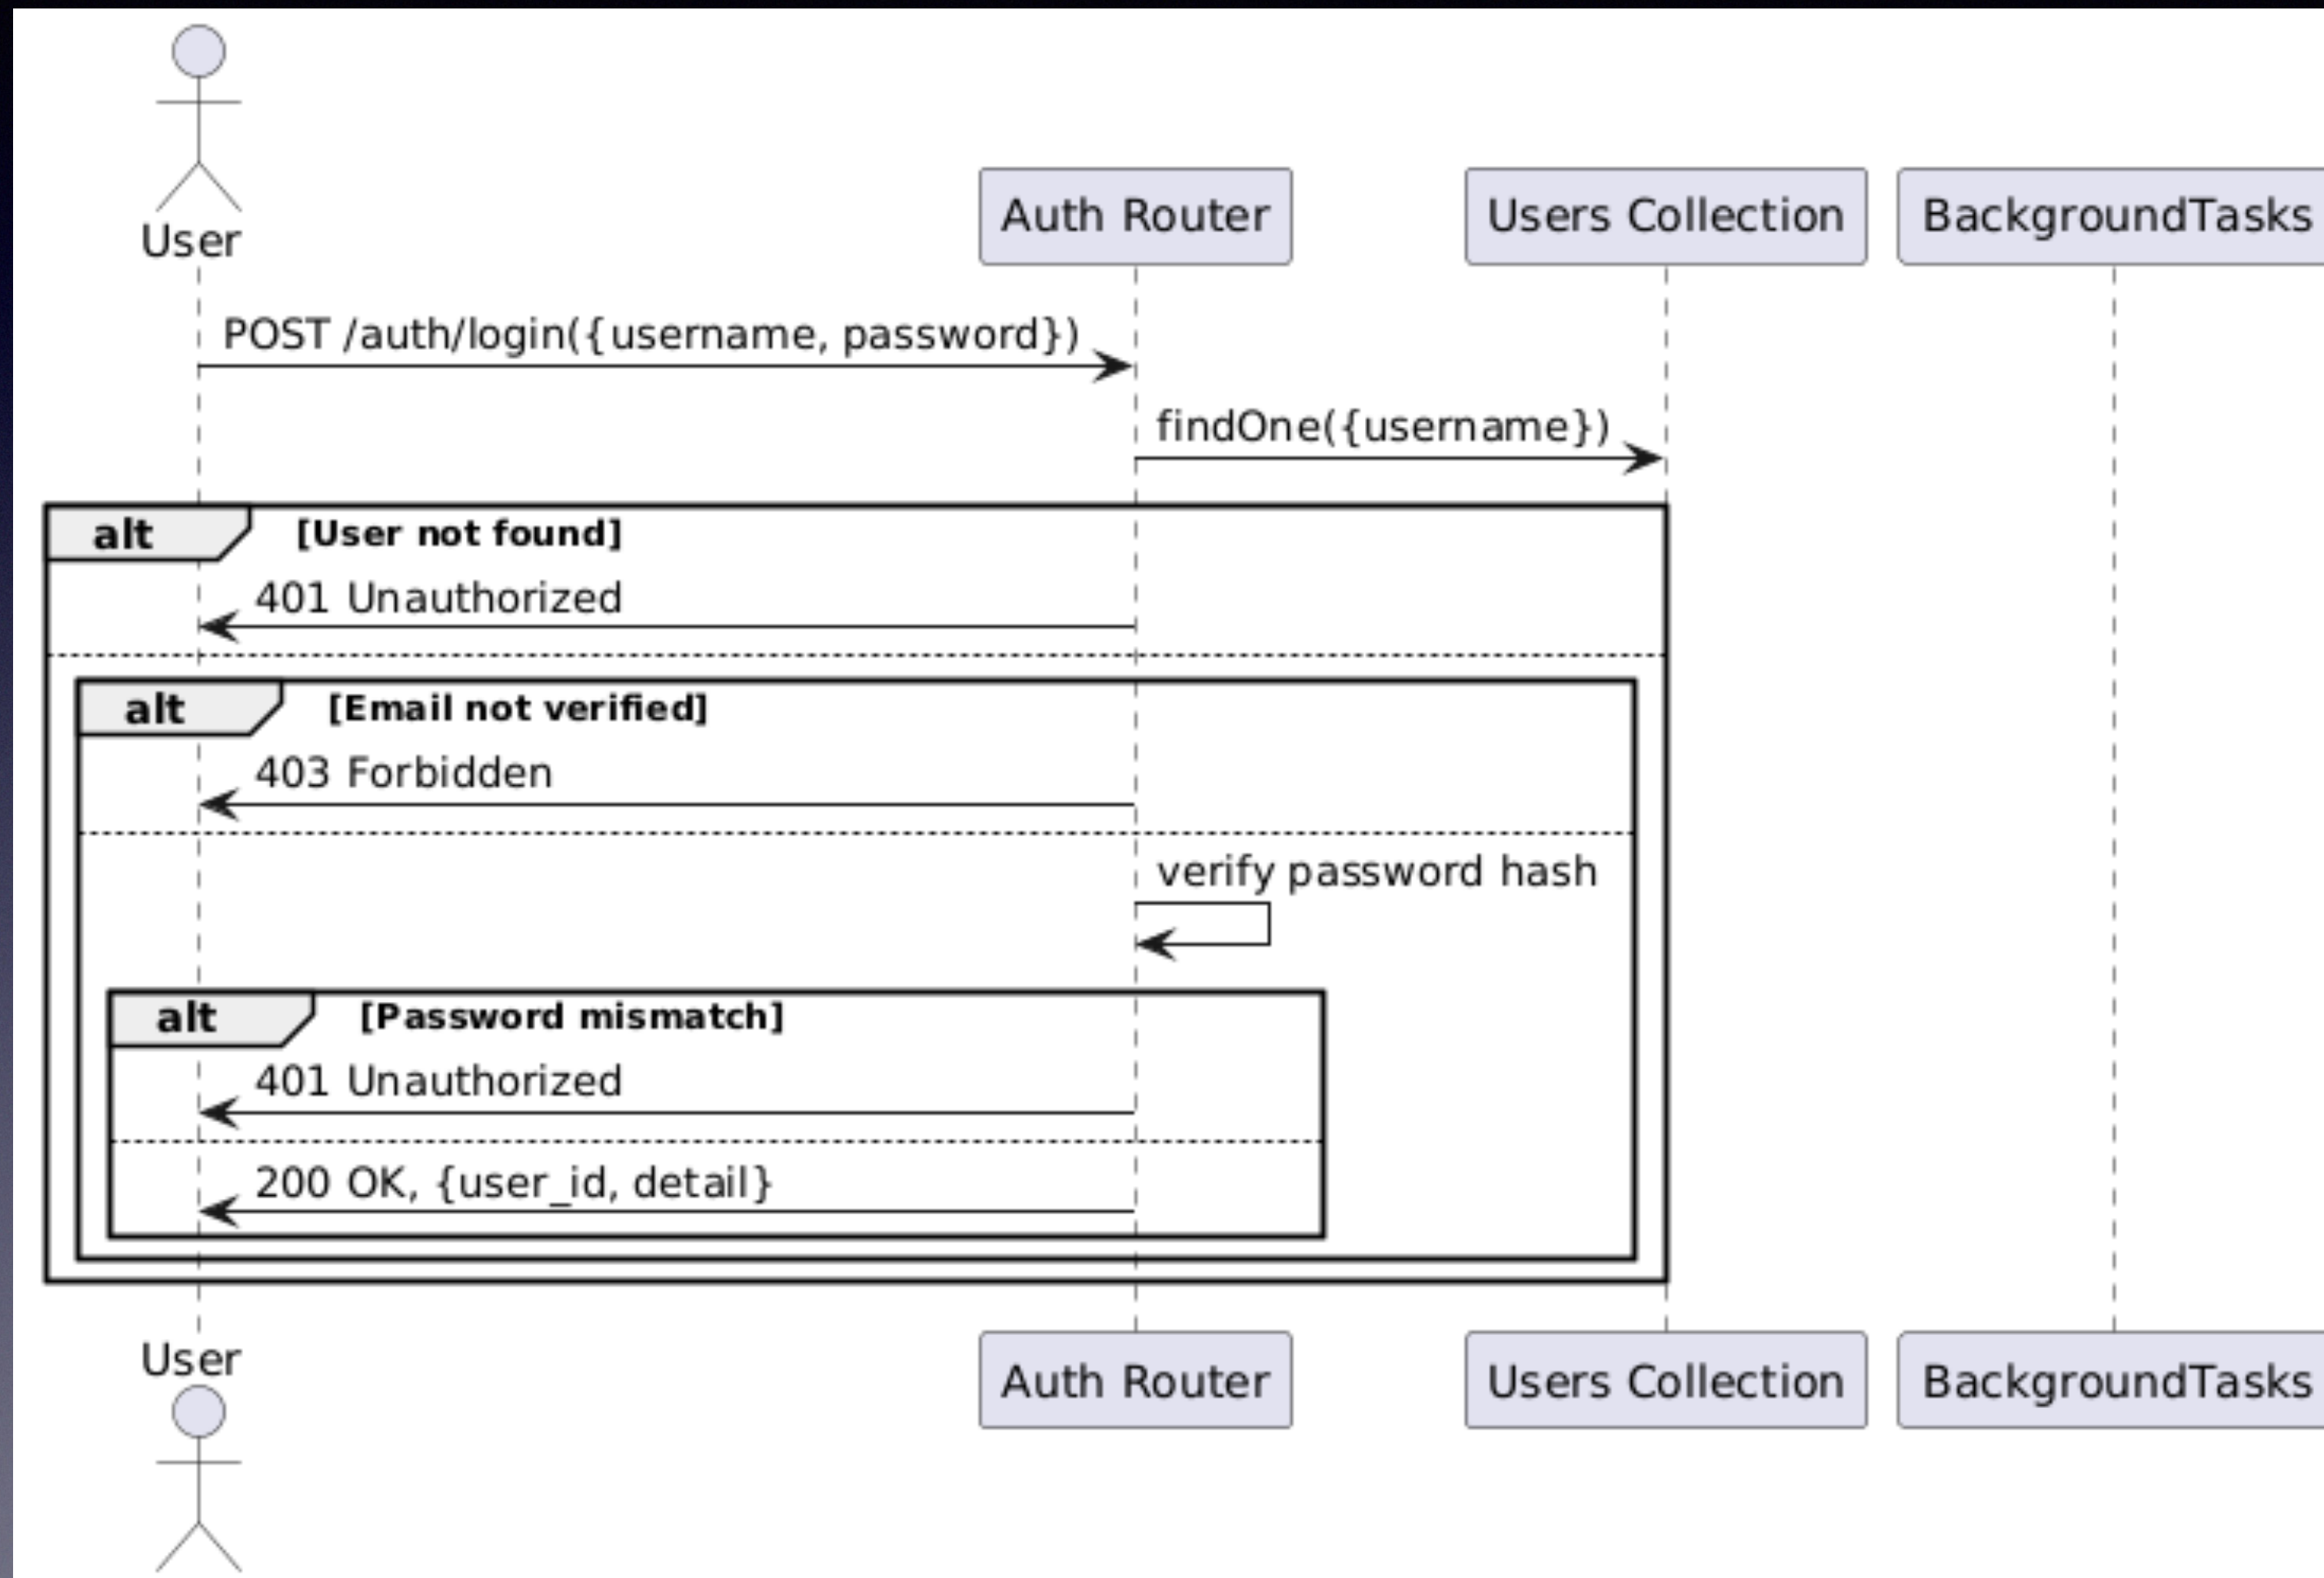 User
Auth Router
Users Collection
BackgroundTasks
POST /auth/login({username, password})
findOne({username})
alt [User not found]
401 Unauthorized
alt [Email not verified]
403 Forbidden
verify password hash
alt [Password mismatch]
401 Unauthorized
200 OK, {user_id, detail}
User
Auth Router
Users Collection
BackgroundTasks